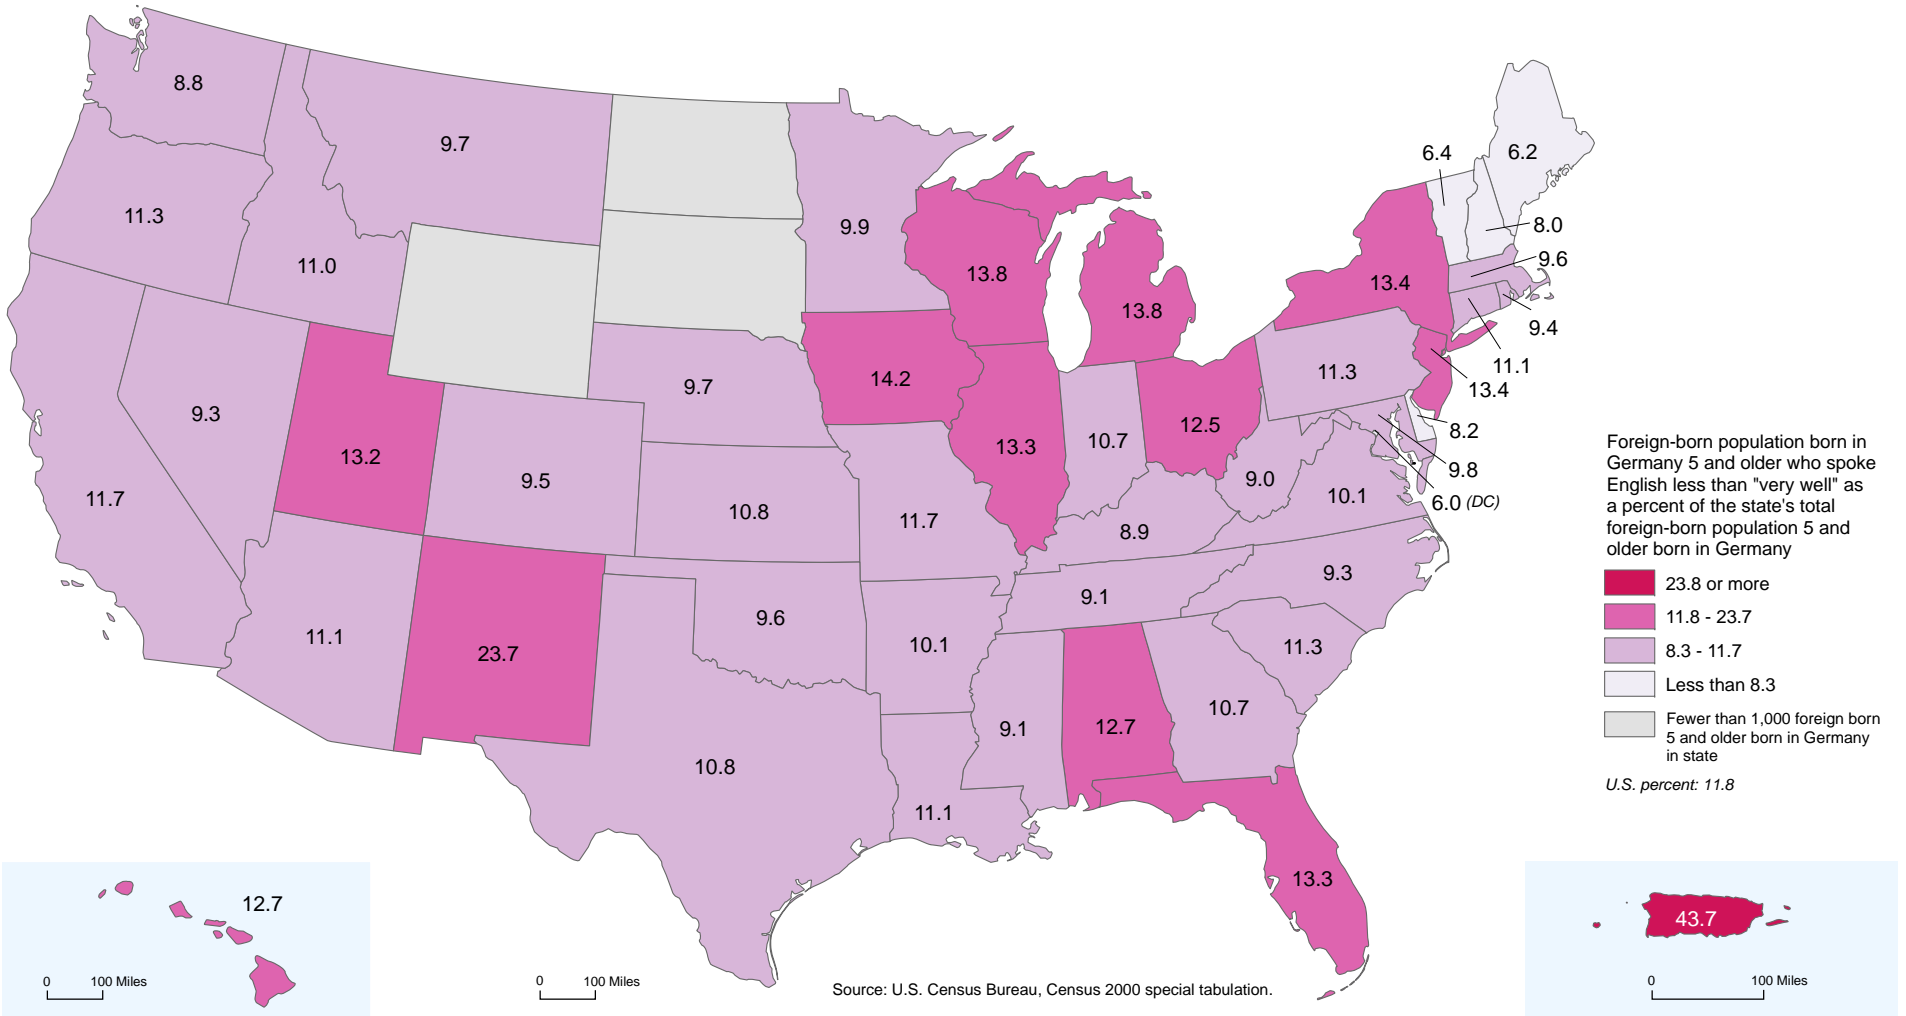 8.8
9.7
6.4
6.2
11.3
9.9
8.0
11.0
9.6
13.8
13.4
13.8
9.4
11.1
11.3
14.2
9.7
13.4
9.3
12.5
8.2
10.7
13.3
13.2
9.8
9.5
9.0
11.7
10.1
6.0 (DC)
10.8
11.7
8.9
9.3
9.1
9.6
11.1
10.1
11.3
23.7
10.7
9.1
12.7
10.8
11.1
13.3
12.7
43.7
Foreign-born population born in
Germany 5 and older who spoke
English less than "very well" as
a percent of the state's total
foreign-born population 5 and
older born in Germany
23.8 or more
11.8 - 23.7
8.3 - 11.7
Less than 8.3
Fewer than 1,000 foreign born
5 and older born in Germany
in state
U.S. percent: 11.8
0 100 Miles
0 100 Miles
0 100 Miles
Source: U.S. Census Bureau, Census 2000 special tabulation.